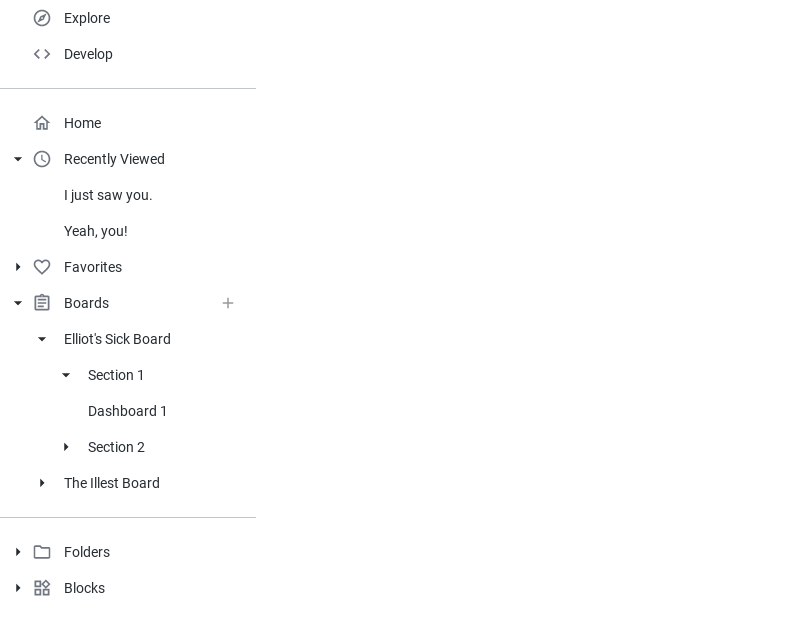 Explore
Develop
Home
Recently Viewed
I just saw you.
Yeah, you!
Favorites
Boards
Elliot's Sick Board
Section 1
Dashboard 1
Section 2
The Illest Board
Folders
Blocks